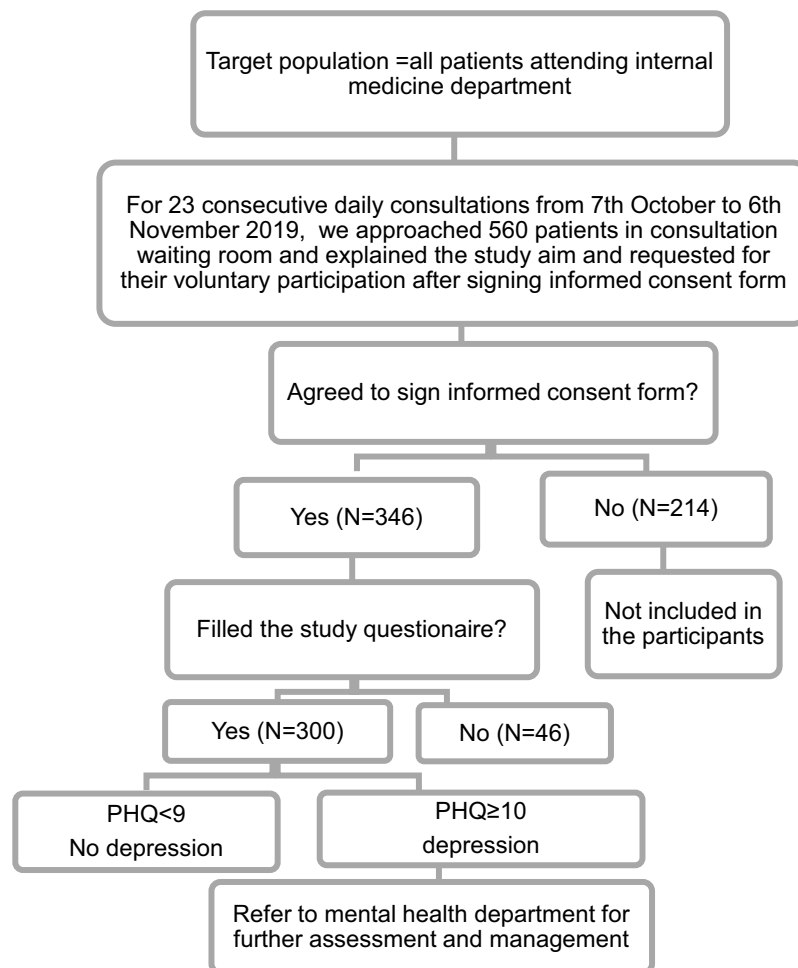 Target population =all patients attending internal
medicine department
For 23 consecutive daily consultations from 7th October to 6th
November 2019, we approached 560 patients in consultation
waiting room and explained the study aim and requested for
their voluntary participation after signing informed consent form
Agreed to sign informed consent form?
Yes (N=346)
No (N=214)
Not included in
the participants
Filled the study questionaire?
Yes (N=300)
No (N=46)
PHQ<9
No depression
PHQ≥10
depression
Refer to mental health department for
further assessment and management